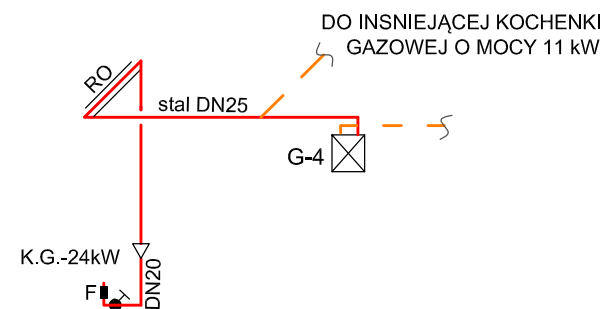 DO INSNIEJĄCEJ KOCHENKI
GAZOWEJ O MOCY 11 kW
RO
stal DN25
G-4
K.G.-24kW
DN20
F